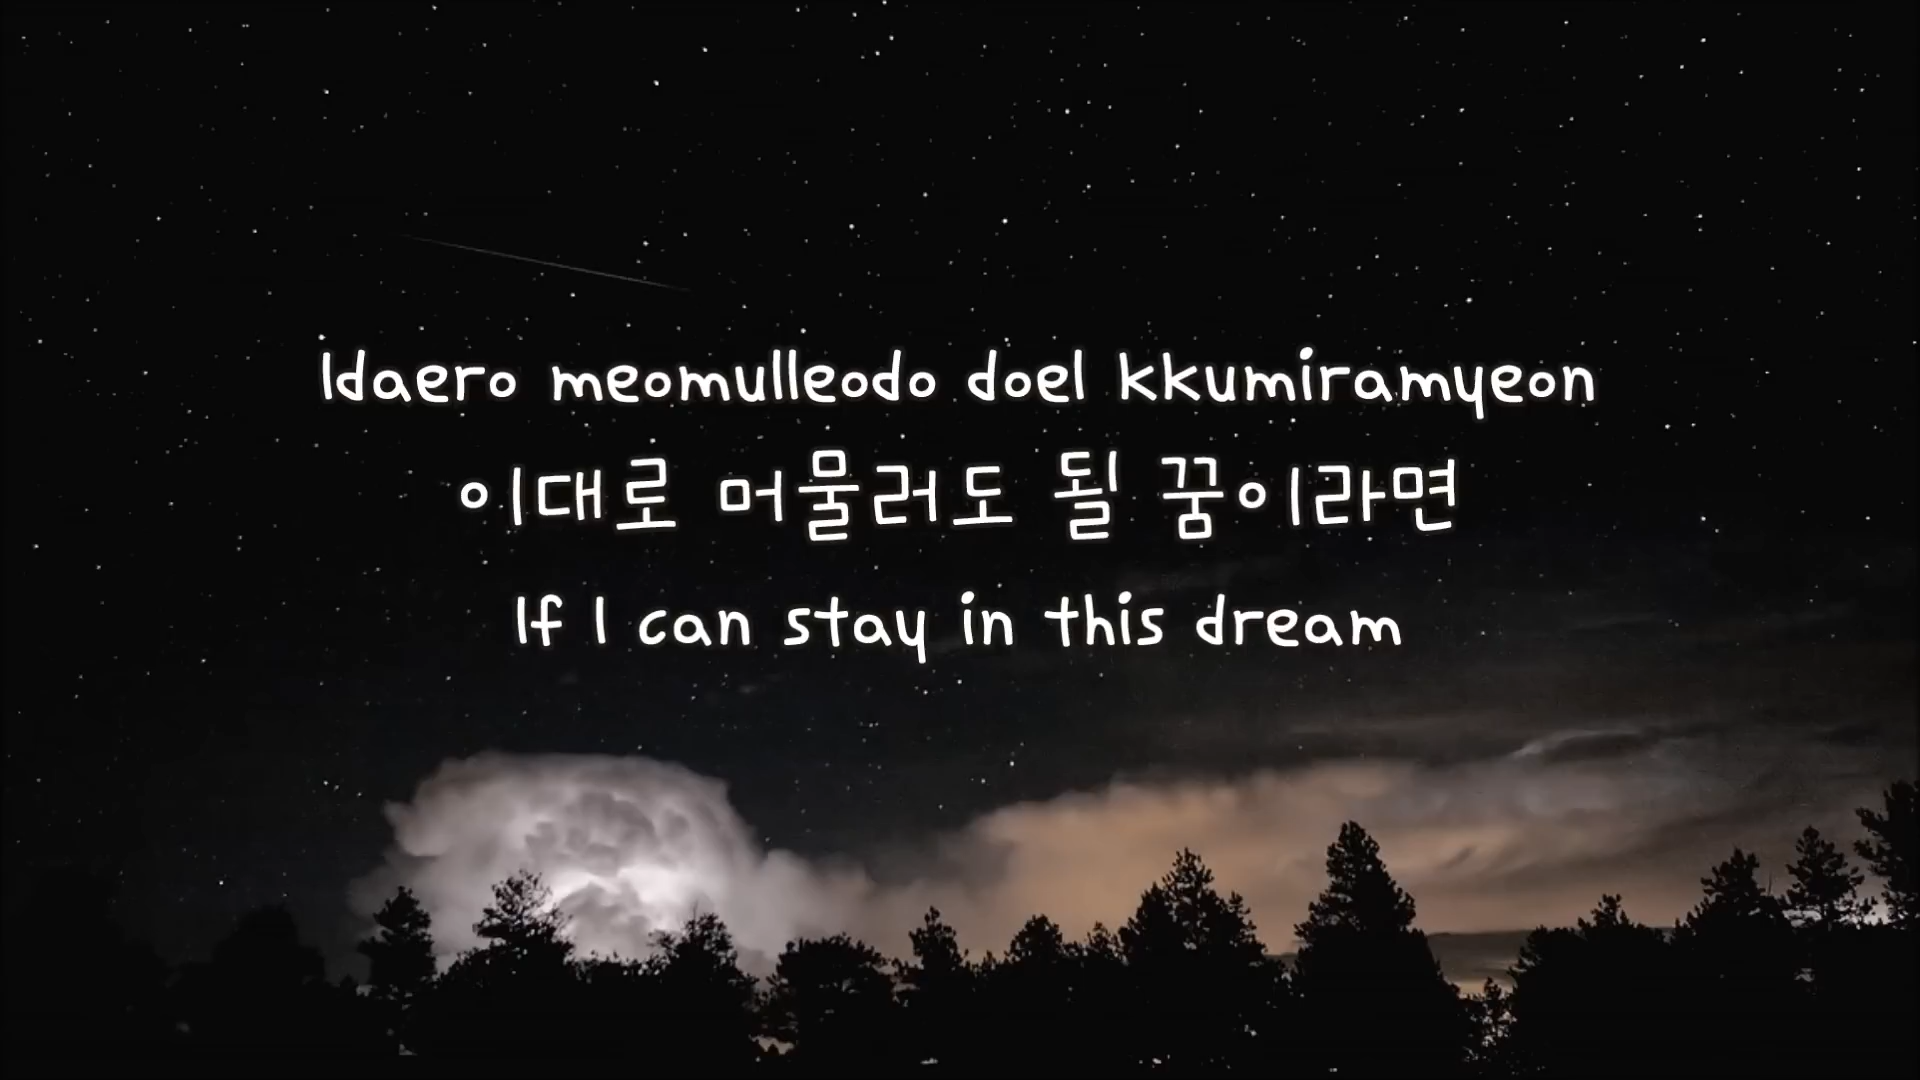 Idaero meomulleodo doel kkumiramyeon
이대로 머물러도 될 꿈이라면
If I can stay in this dream